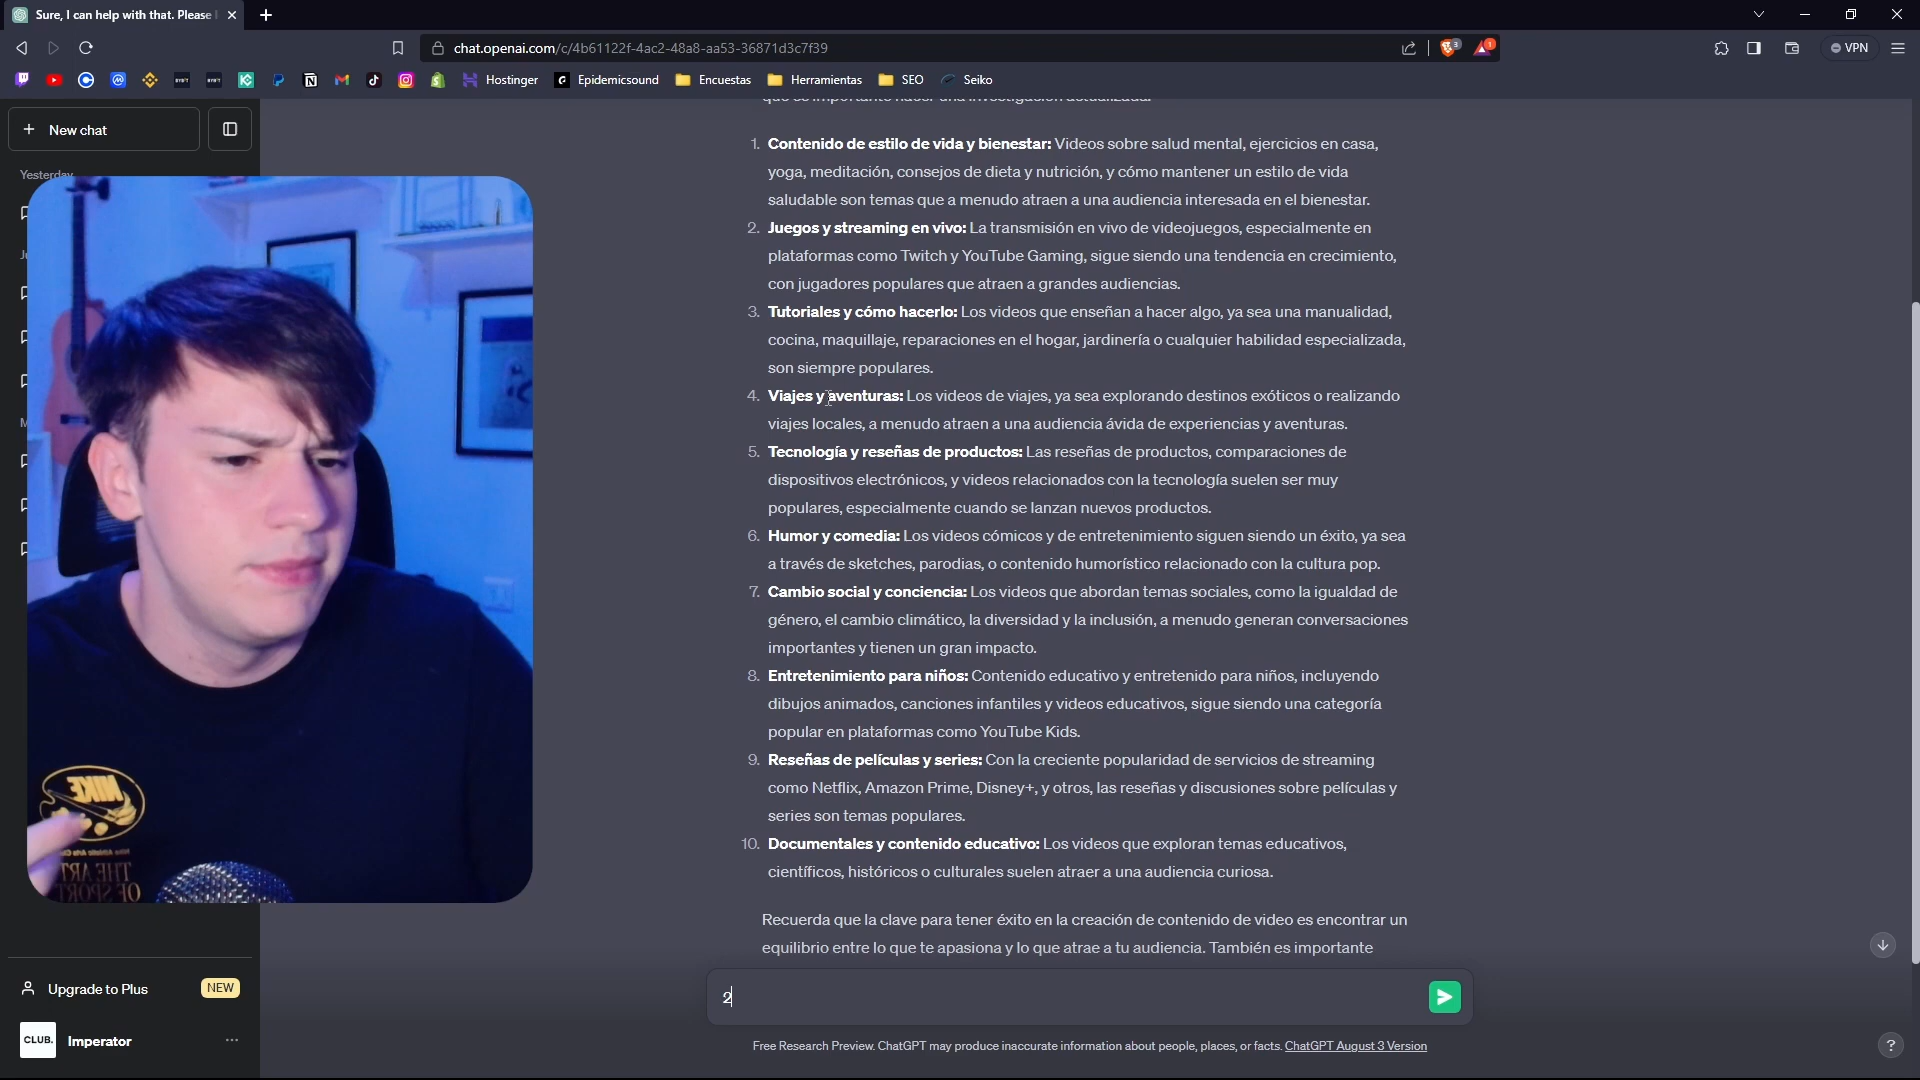 Sure, I can help with that. Please
chat.openai.com/c/4b61122f-4ac2-48a8-aa53-36871d3c7f39
3
1
VPN
Hostinger
Epidemicsound
Encuestas
Herramientas
SEO
Seiko
New chat
Yesterday
que es importante hacer una investigación actualizada.
1. Contenido de estilo de vida y bienestar: Videos sobre salud mental, ejercicios en casa,
yoga, meditación, consejos de dieta y nutrición, y cómo mantener un estilo de vida
saludable son temas que a menudo atraen a una audiencia interesada en el bienestar.
2. Juegos y streaming en vivo: La transmisión en vivo de videojuegos, especialmente en
plataformas como Twitch y YouTube Gaming, sigue siendo una tendencia en crecimiento,
con jugadores populares que atraen a grandes audiencias.
3. Tutoriales y cómo hacerlo: Los videos que enseñan a hacer algo, ya sea una manualidad,
cocina, maquillaje, reparaciones en el hogar, jardinería o cualquier habilidad especializada,
son siempre populares.
4. Viajes y aventuras: Los videos de viajes, ya sea explorando destinos exóticos o realizando
viajes locales, a menudo atraen a una audiencia ávida de experiencias y aventuras.
5. Tecnología y reseñas de productos: Las reseñas de productos, comparaciones de
dispositivos electrónicos, y videos relacionados con la tecnología suelen ser muy
populares, especialmente cuando se lanzan nuevos productos.
6. Humor y comedia: Los videos cómicos y de entretenimiento siguen siendo un éxito, ya sea
a través de sketches, parodias, o contenido humorístico relacionado con la cultura pop.
7. Cambio social y conciencia: Los videos que abordan temas sociales, como la igualdad de
género, el cambio climático, la diversidad y la inclusión, a menudo generan conversaciones
importantes y tienen un gran impacto.
8. Entretenimiento para niños: Contenido educativo y entretenido para niños, incluyendo
dibujos animados, canciones infantiles y videos educativos, sigue siendo una categoría
popular en plataformas como YouTube Kids.
9. Reseñas de películas y series: Con la creciente popularidad de servicios de streaming
como Netflix, Amazon Prime, Disney+, y otros, las reseñas y discusiones sobre películas y
series son temas populares.
10. Documentales y contenido educativo: Los videos que exploran temas educativos,
científicos, históricos o culturales suelen atraer a una audiencia curiosa.
Recuerda que la clave para tener éxito en la creación de contenido de video es encontrar un
equilibrio entre lo que te apasiona y lo que atrae a tu audiencia. También es importante
NIKE
THE ART
OF SPORT
Upgrade to Plus
NEW
CLUB.
Imperator
2
Free Research Preview. ChatGPT may produce inaccurate information about people, places, or facts. ChatGPT August 3 Version
?